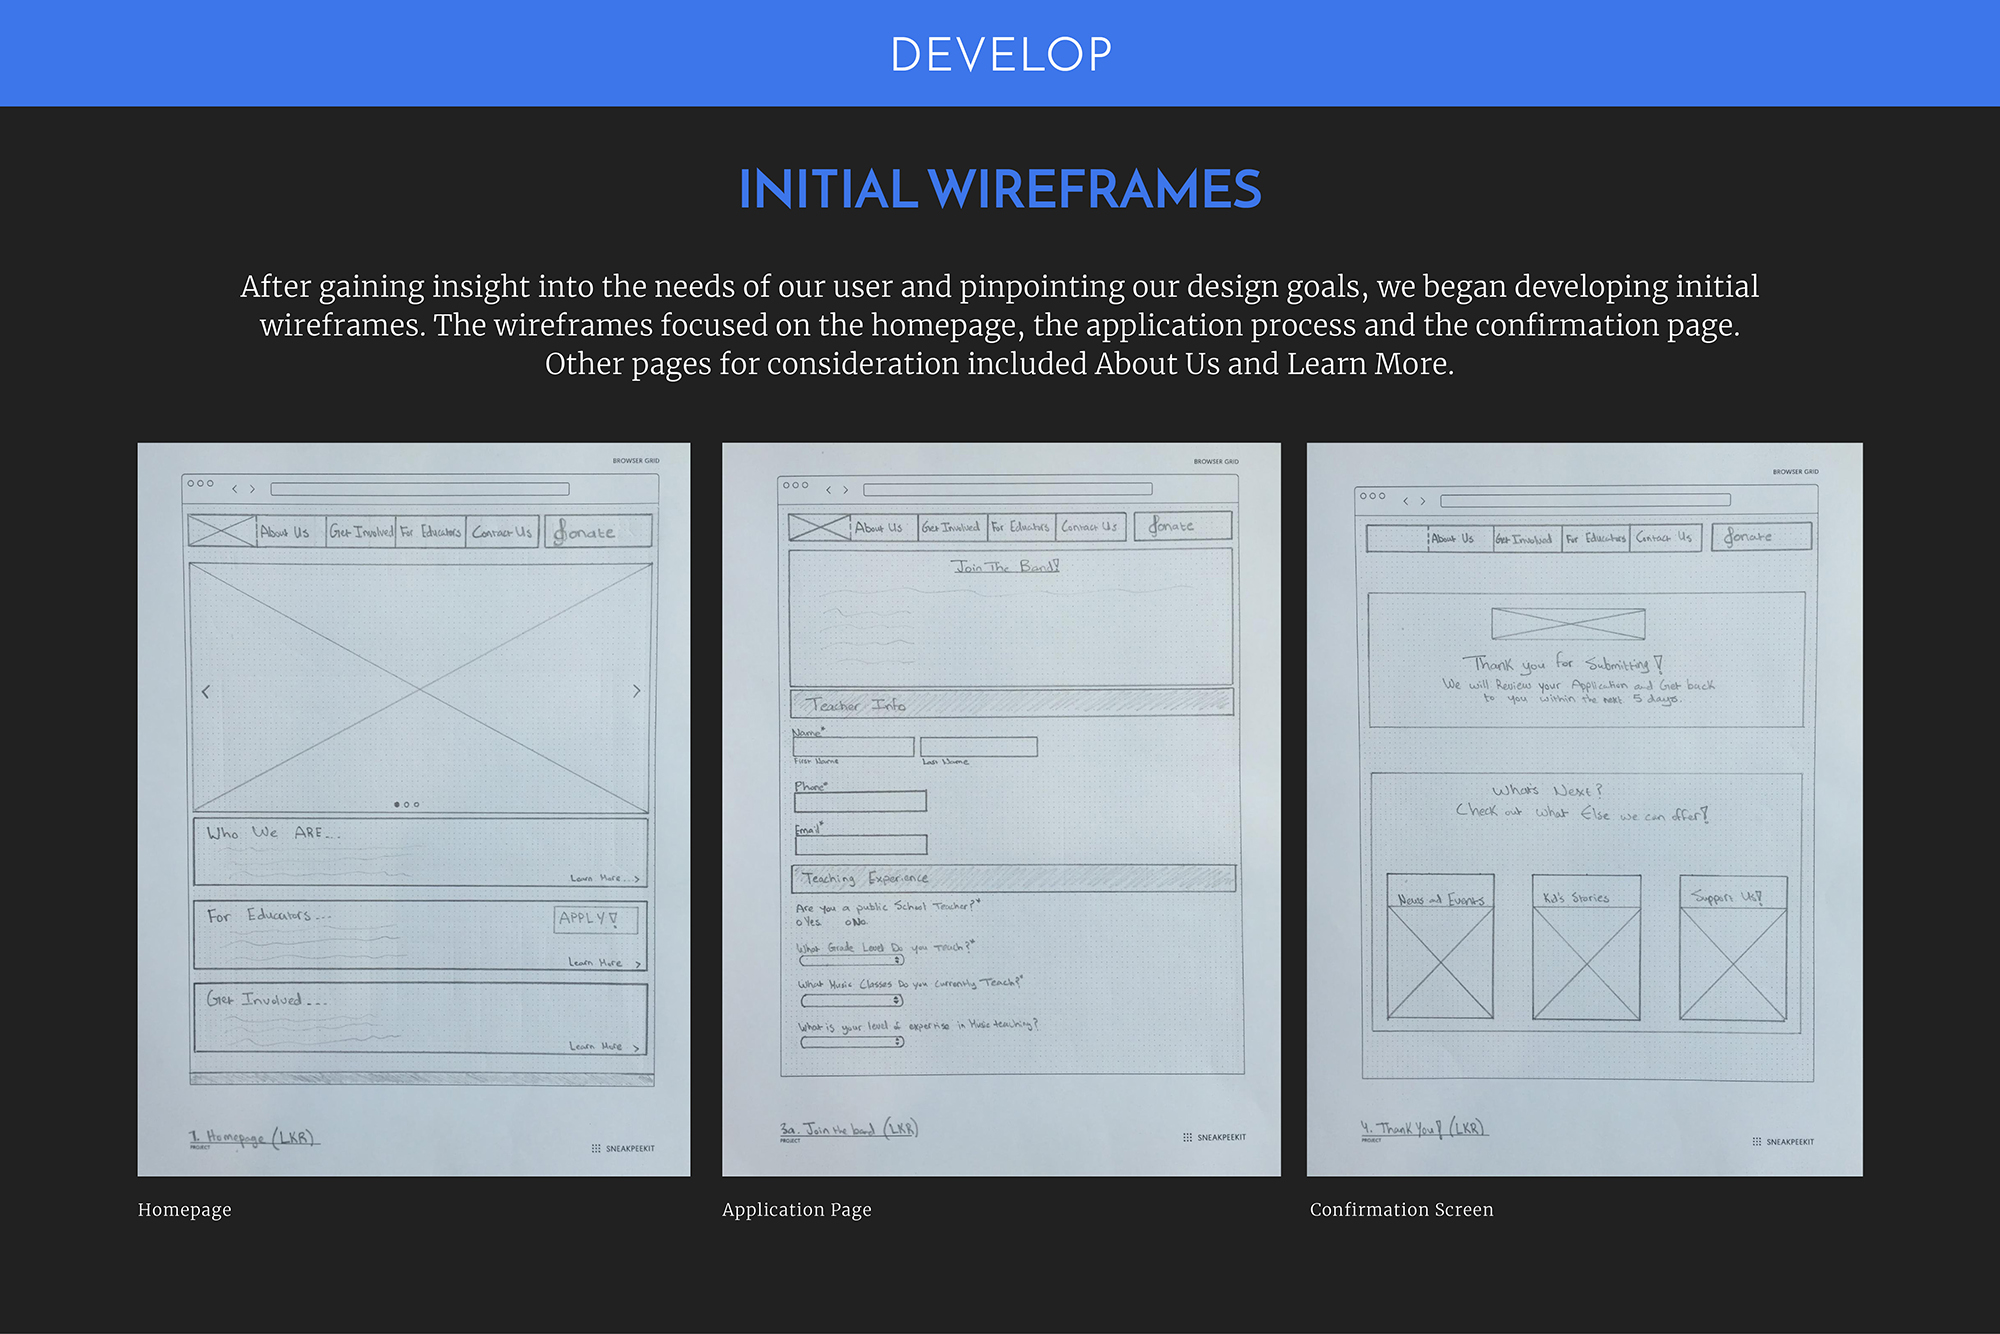 DEVELOP
INITIAL WIREFRAMES
After gaining insight into the needs of our user and pinpointing our design goals, we began developing initial
wireframes. The wireframes focused on the homepage, the application process and the confirmation page.
Other pages for consideration included About Us and Learn More.
BROWSER GRID
About Us
Get Involved
For Educators
Contact Us
Donate
Who We ARE...
Learn More...>
For Educators...
APPLY!
Learn More >
Get Involved...
Learn More >
1. Homepage (LKR)
PROJECT
SNEAKPEEKIT
Homepage
BROWSER GRID
About Us
Get Involved
For Educators
Contact Us
Donate
Join The Band!
Teacher Info
Name*
First Name
Last Name
Phone*
Email*
Teaching Experience
Are you a public School Teacher?*
Yes
No
What Grade Level Do you Teach?*
What Music Classes Do you Currently Teach?*
What is your level of expertise in Music teaching?
3a. Join the band (LKR)
PROJECT
SNEAKPEEKIT
Application Page
BROWSER GRID
About Us
Get Involved
For Educators
Contact Us
Donate
Thank you for Submitting!
We will Review your Application and Get back
to you within the next 5 days.
Whats Next?
Check out what Else we can offer!
News and Events
Kid's Stories
Support Us!
4. Thank You! (LKR)
PROJECT
SNEAKPEEKIT
Confirmation Screen